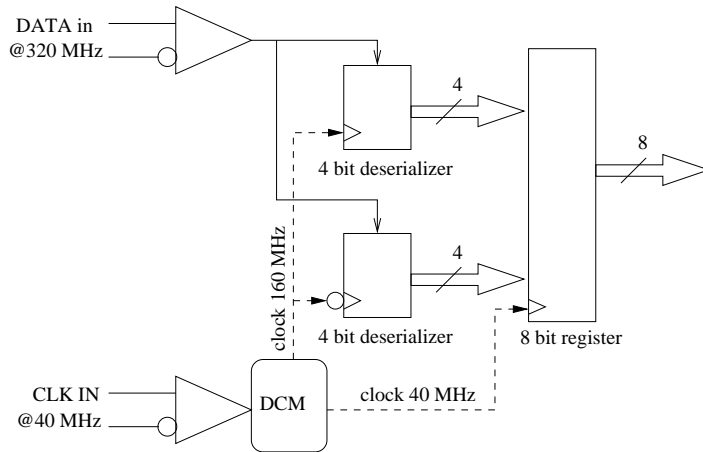 DATA in
@320 MHz
4
4 bit deserializer
8
clock 160 MHz
4
4 bit deserializer
8 bit register
CLK IN
@40 MHz
DCM
clock 40 MHz